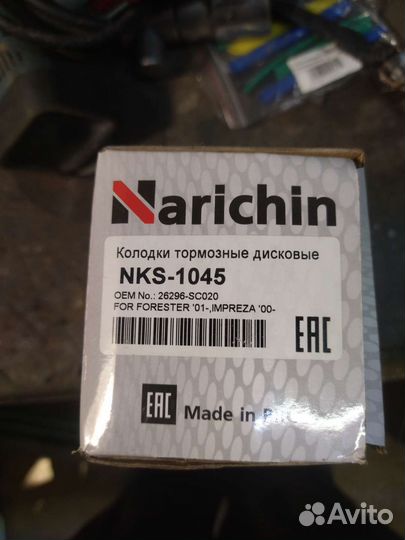 Narichin
Колодки тормозные дисковые
NKS-1045
OEM No.: 26296-SC020
FOR FORESTER '01-,IMPREZA '00-
EAC
EAC
Made in
Avito